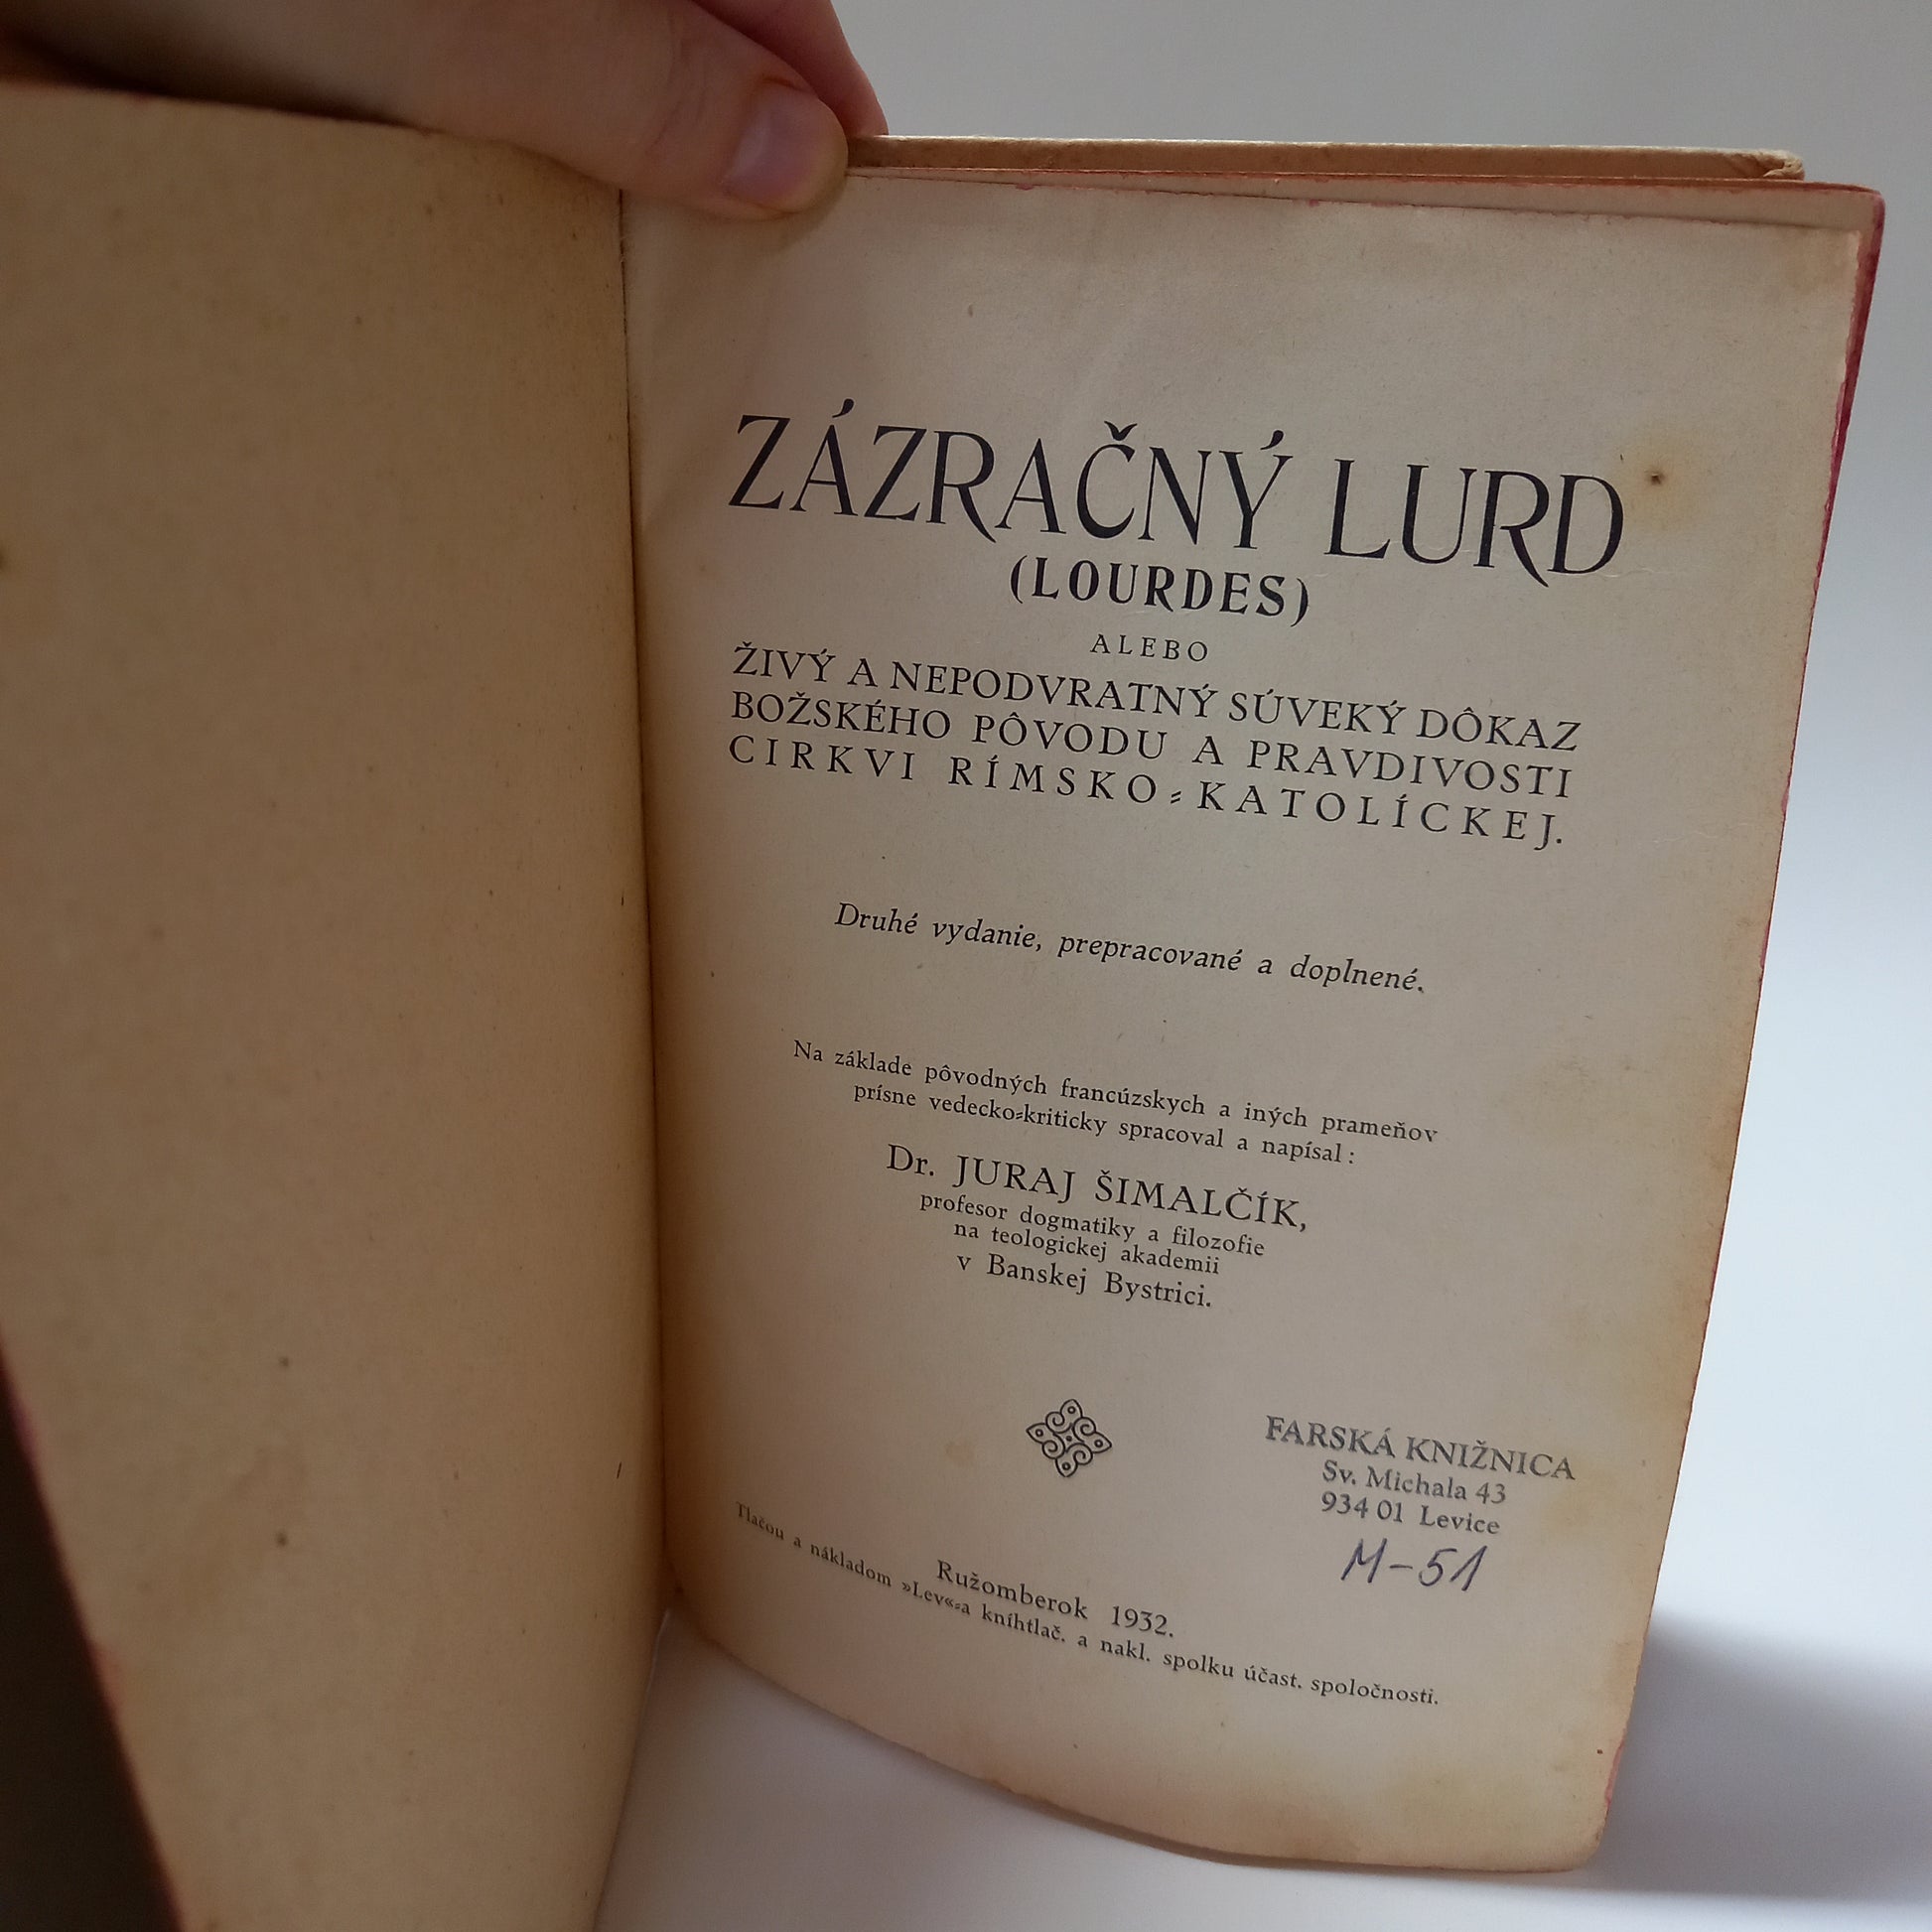 ZÁZRAČNÝ LURD
(LOURDES)
ALEBO
ŽIVÝ A NEPODVRATNÝ SÚVEKÝ DÔKAZ
BOŽSKÉHO PÔVODU A PRAVDIVOSTI
CIRKVI RÍMSKO-KATOLÍCKEJ.
Druhé vydanie, prepracované a doplnené.
Na základe pôvodných francúzskych a iných prameňov
prísne vedecko-kriticky spracoval a napísal :
Dr. JURAJ ŠIMALČÍK,
profesor dogmatiky a filozofie
na teologickej akademii
v Banskej Bystrici.
FARSKÁ KNIŽNICA
Sv. Michala 43
934 01 Levice
M-51
Ružomberok 1932.
Tlačou a nákladom »Lev«-a kníhtlač. a nakl. spolku účast. spoločnosti.